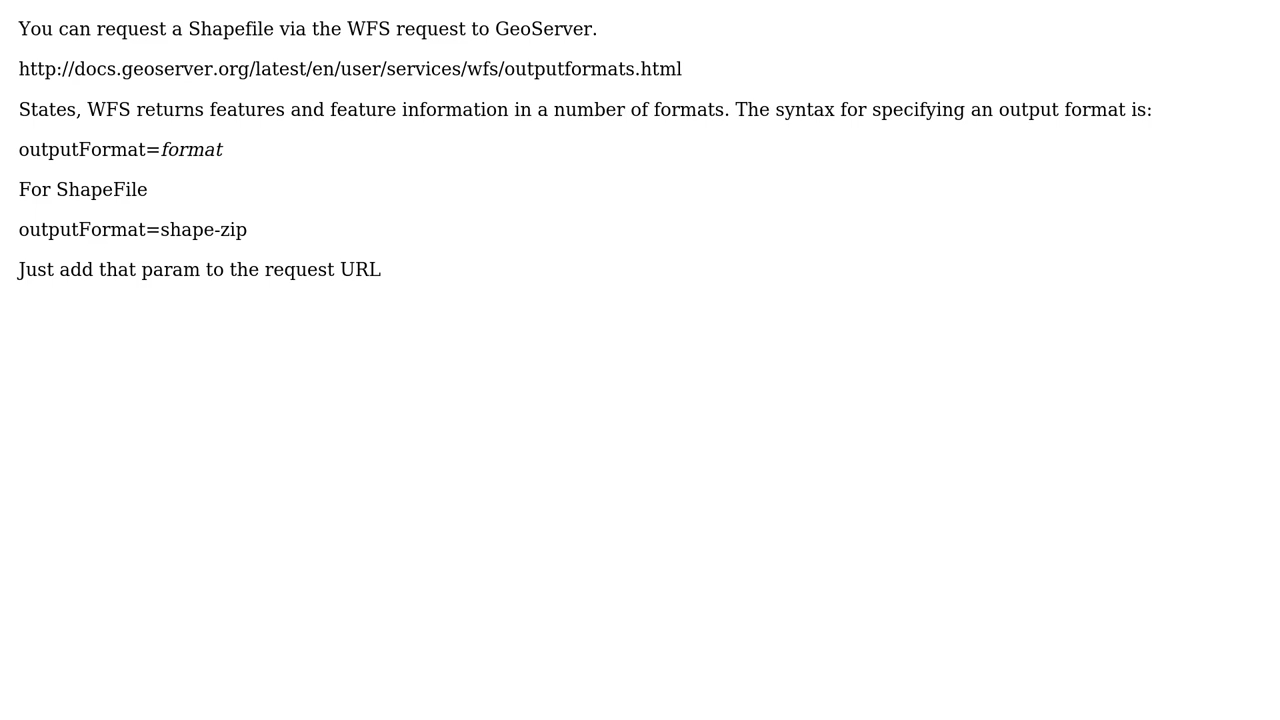 You can request a Shapefile via the WFS request to GeoServer.
http://docs.geoserver.org/latest/en/user/services/wfs/outputformats.html
States, WFS returns features and feature information in a number of formats. The syntax for specifying an output format is:
outputFormat=format
For ShapeFile
outputFormat=shape-zip
Just add that param to the request URL